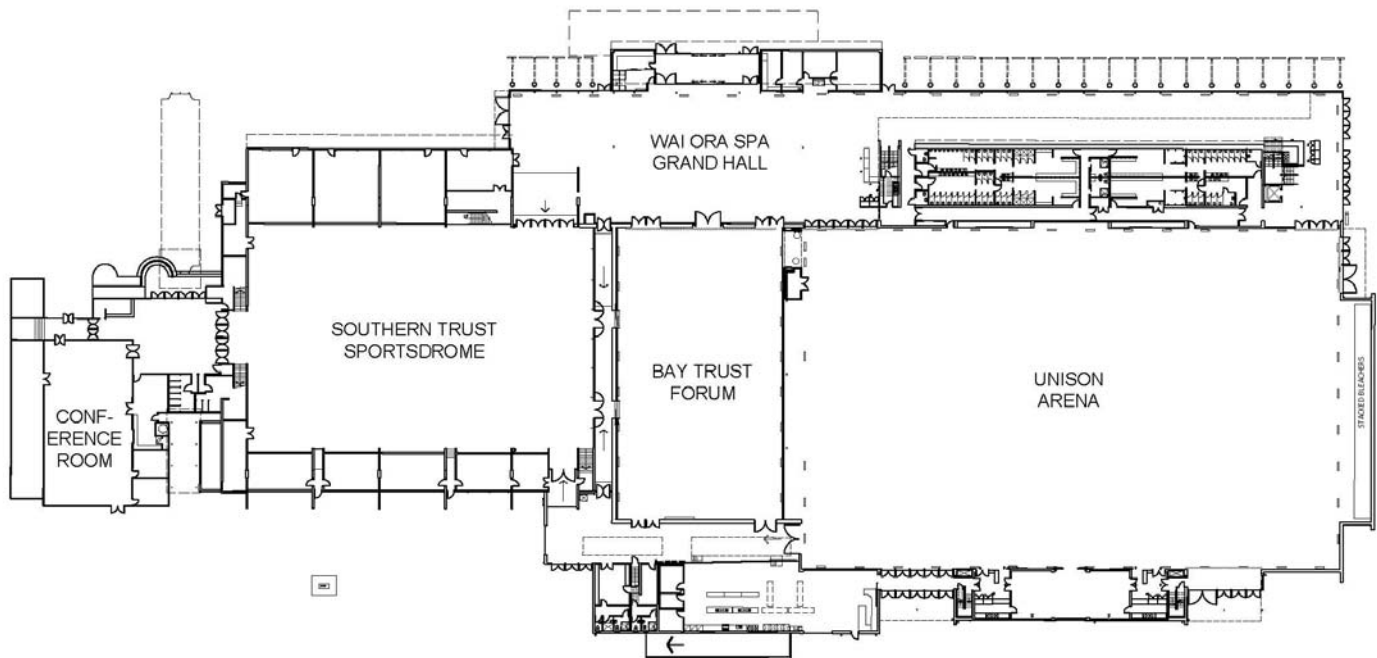 WAI ORA SPA
GRAND HALL
SOUTHERN TRUST
SPORTSDROME
BAY TRUST
FORUM
UNISON
ARENA
STACKED BLEACHERS
CONF-
ERENCE
ROOM